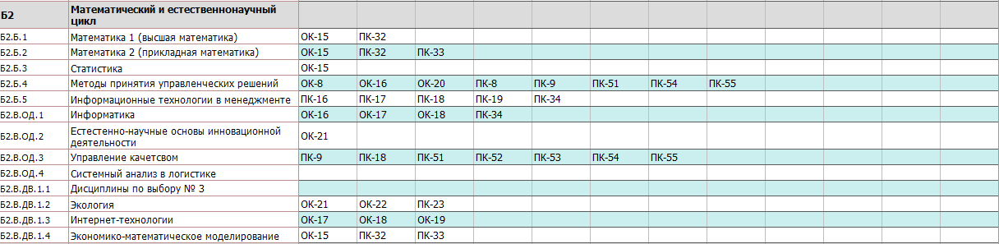 Б2 Математический и естественнонаучный
цикл
Б2.Б.1 Математика 1 (высшая математика) ОК-15 ПК-32
Б2.Б.2 Математика 2 (прикладная математика) ОК-15 ПК-32 ПК-33
Б2.Б.3 Статистика ОК-15
Б2.Б.4 Методы принятия управленческих решений ОК-8 ОК-16 ОК-20 ПК-8 ПК-9 ПК-51 ПК-54 ПК-55
Б2.Б.5 Информационные технологии в менеджменте ПК-16 ПК-17 ПК-18 ПК-19 ПК-34
Б2.В.ОД.1 Информатика ОК-16 ОК-17 ОК-18 ПК-34
Б2.В.ОД.2 Естестенно-научные основы инновационной
деятельности ОК-21
Б2.В.ОД.3 Управление качетсвом ПК-9 ПК-18 ПК-51 ПК-52 ПК-53 ПК-54 ПК-55
Б2.В.ОД.4 Системный анализ в логистике
Б2.В.ДВ.1.1 Дисциплины по выбору № 3
Б2.В.ДВ.1.2 Экология ОК-21 ОК-22 ПК-23
Б2.В.ДВ.1.3 Интернет-технологии ОК-17 ОК-18 ОК-19
Б2.В.ДВ.1.4 Экономико-математическое моделирование ОК-15 ПК-32 ПК-33